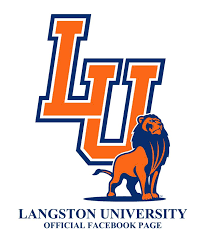 LU
LANGSTON UNIVERSITY
OFFICIAL FACEBOOK PAGE